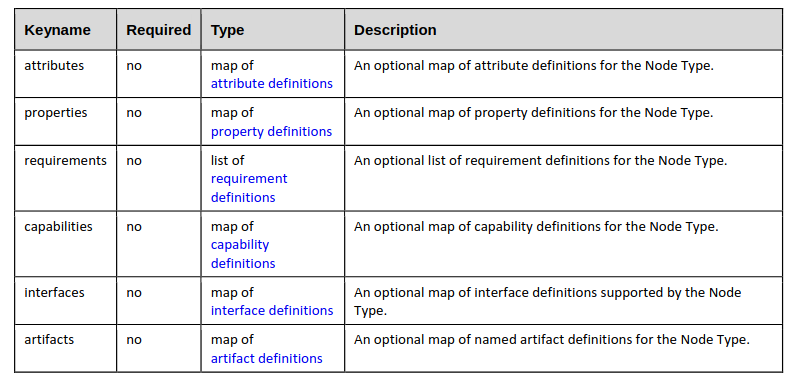 Keyname Required Type Description
attributes no map of An optional map of attribute definitions for the Node Type.
attribute definitions
properties no map of An optional map of property definitions for the Node Type.
property definitions
requirements no list of An optional list of requirement definitions for the Node Type.
requirement
definitions
capabilities no map of An optional map of capability definitions for the Node Type.
capability
definitions
interfaces no map of An optional map of interface definitions supported by the Node
interface definitions Type.
artifacts no map of An optional map of named artifact definitions for the Node Type.
artifact definitions